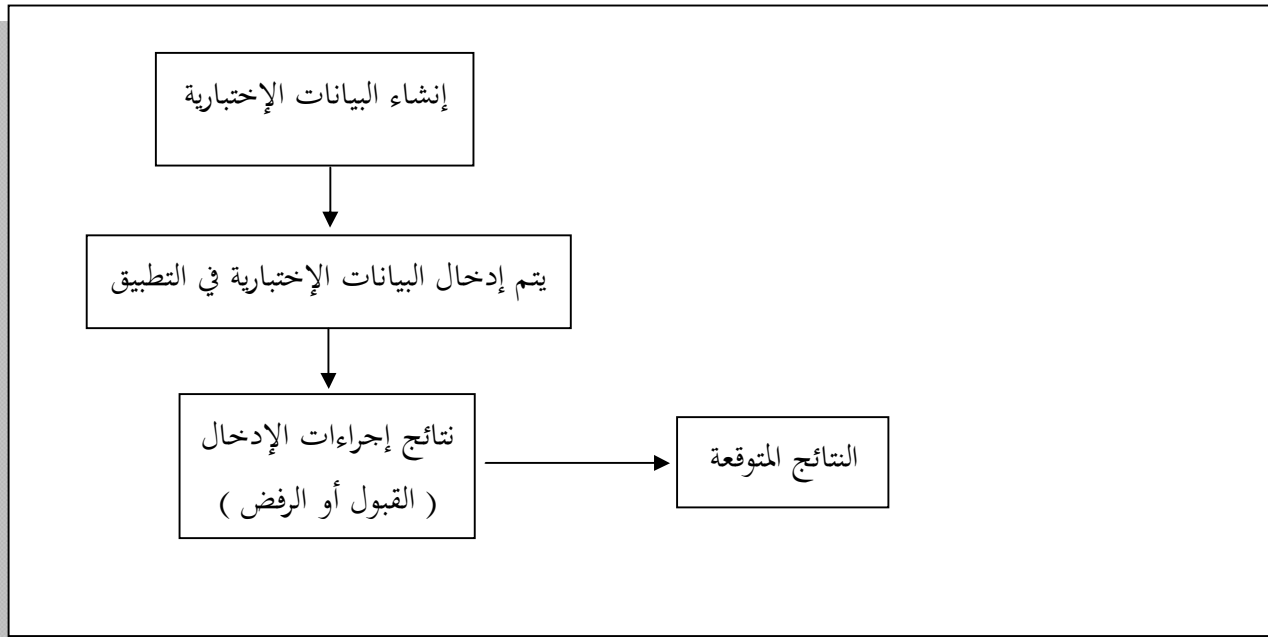 إنشاء البيانات الإختبارية
يتم إدخال البيانات الإختبارية في التطبيق
نتائج إجراءات الإدخال
( القبول أو الرفض )
النتائج المتوقعة